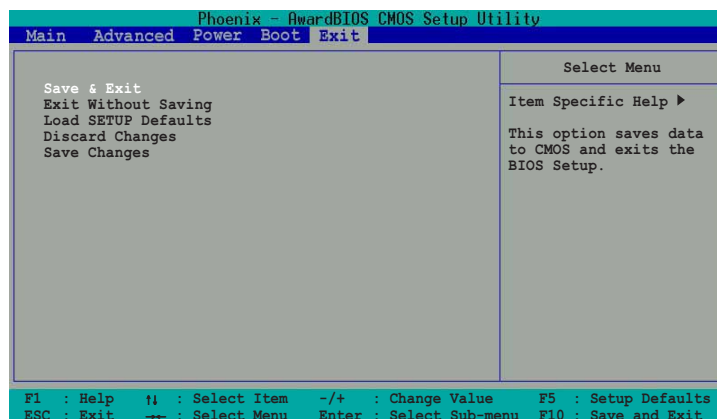 Phoenix - AwardBIOS CMOS Setup Utility
Main Advanced Power Boot Exit
Select Menu
Save & Exit
Exit Without Saving
Load SETUP Defaults
Discard Changes
Save Changes
Item Specific Help ▶
This option saves data
to CMOS and exits the
BIOS Setup.
F1 : Help ↑↓ : Select Item -/+ : Change Value F5 : Setup Defaults
ESC : Exit →← : Select Menu Enter : Select Sub-menu F10 : Save and Exit